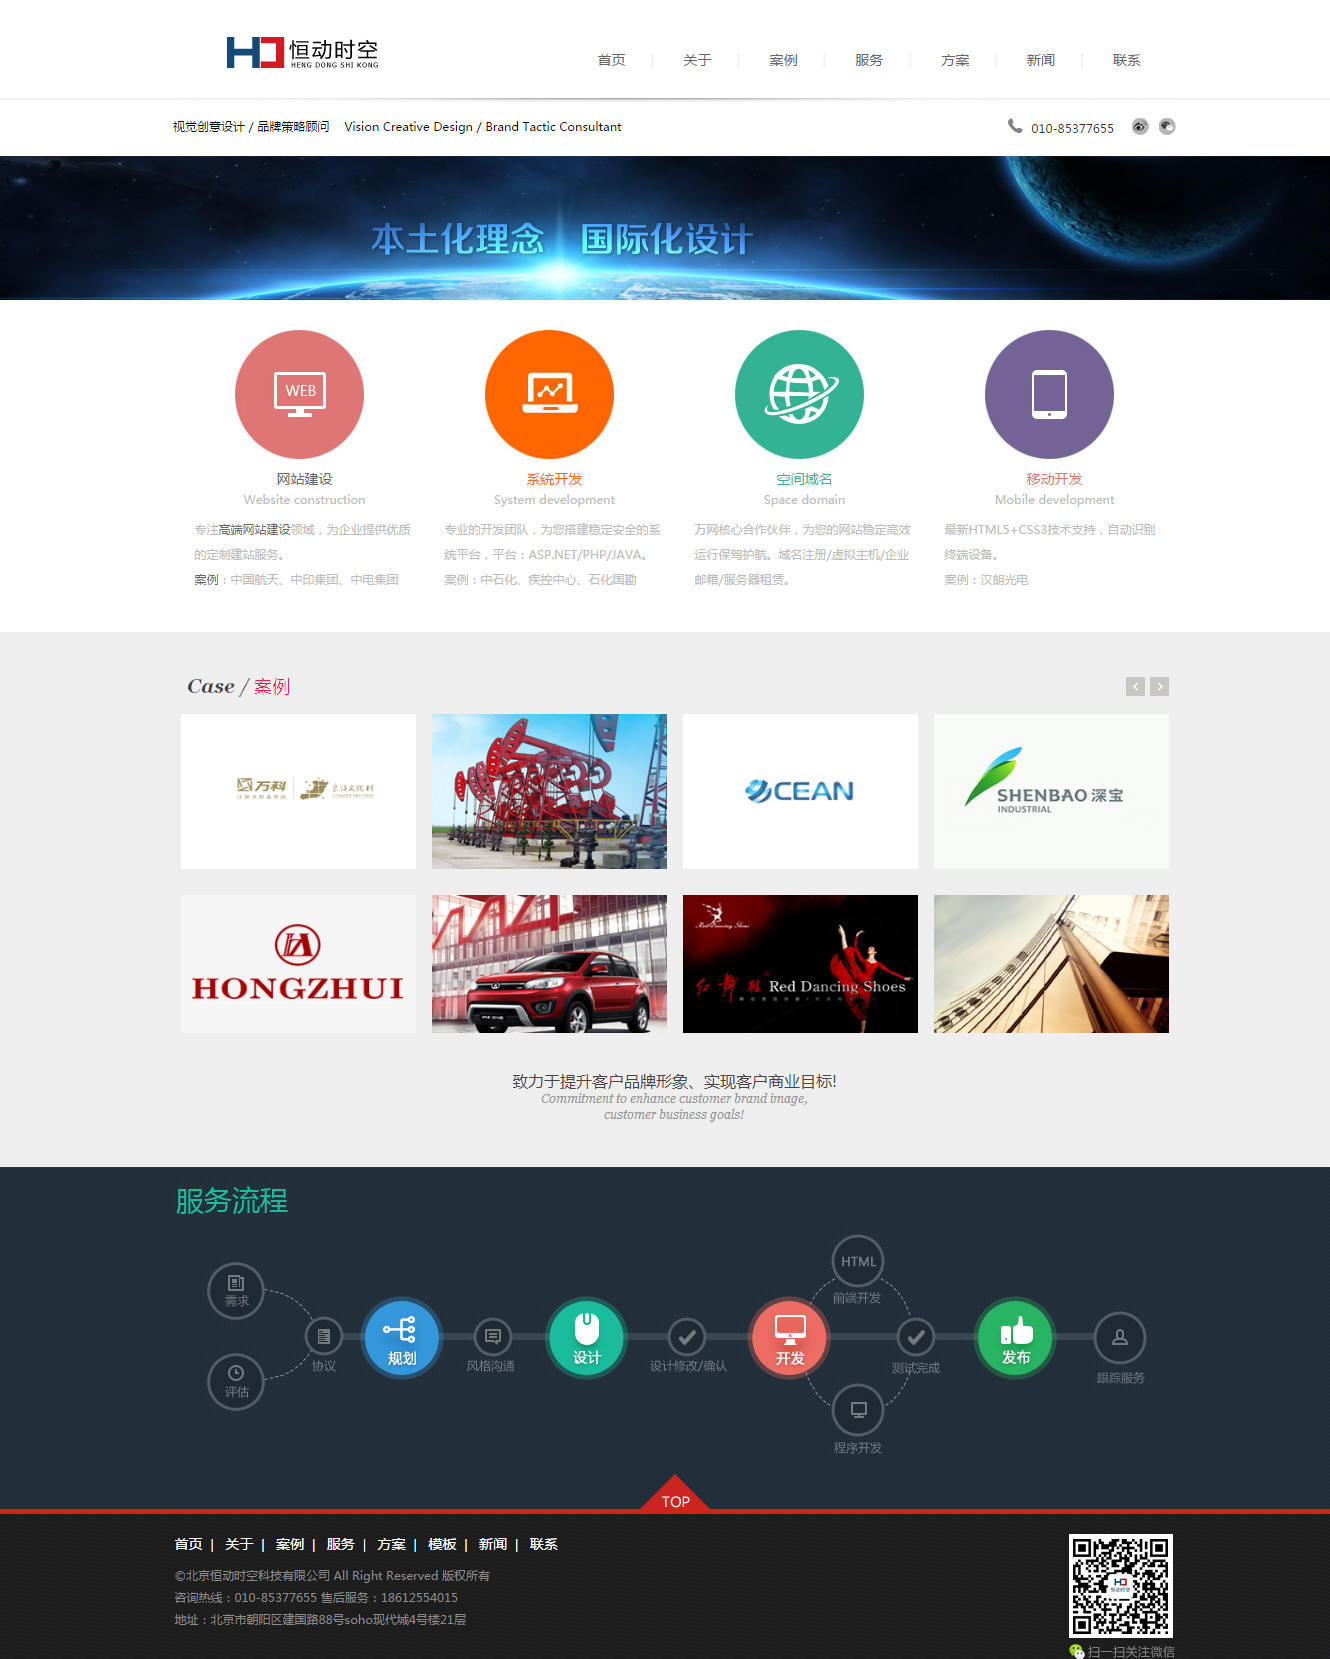 恒动时空
HENG DONG SHI KONG
首页 关于 案例 服务 方案 新闻 联系
视觉创意设计 / 品牌策略顾问 Vision Creative Design / Brand Tactic Consultant
010-85377655
本土化理念 国际化设计
WEB
网站建设
Website construction
专注高端网站建设领域，为企业提供优质
的定制建站服务。
案例：中国航天、中印集团、中电集团
系统开发
System development
专业的开发团队，为您搭建稳定安全的系
统平台，平台：ASP.NET/PHP/JAVA。
案例：中石化、疾控中心、石化国勘
空间域名
Space domain
万网核心合作伙伴，为您的网站稳定高效
运行保驾护航。域名注册/虚拟主机/企业
邮箱/服务器租赁。
移动开发
Mobile development
最新HTML5+CSS3技术支持，自动识别
终端设备。
案例：汉朗光电
Case / 案例
万科
良渚文化村
OCEAN
SHENBAO 深宝
INDUSTRIAL
HONGZHUI
Red Dancing Shoes
红舞鞋 Red Dancing Shoes
致力于提升客户品牌形象、实现客户商业目标!
Commitment to enhance customer brand image,
customer business goals!
服务流程
需求
评估
协议
规划
风格沟通
设计
设计修改/确认
HTML
前端开发
开发
程序开发
测试完成
发布
跟踪服务
TOP
首页 | 关于 | 案例 | 服务 | 方案 | 模板 | 新闻 | 联系
©北京恒动时空科技有限公司 All Right Reserved 版权所有
咨询热线：010-85377655 售后服务：18612554015
地址：北京市朝阳区建国路88号soho现代城4号楼21层
恒动时空
扫一扫关注微信